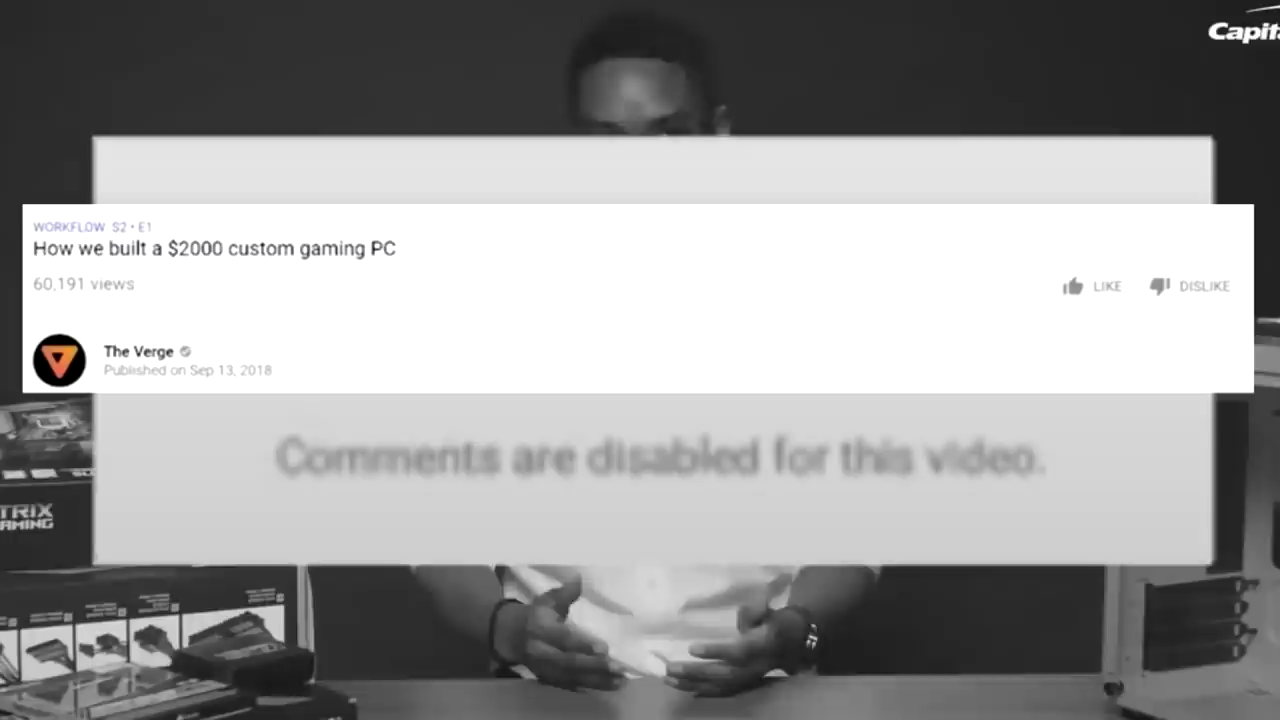 Capit
WORKFLOW S2 • E1
How we built a $2000 custom gaming PC
60,191 views
LIKE
DISLIKE
The Verge
Published on Sep 13, 2018
Comments are disabled for this video.
TRIX
AMING